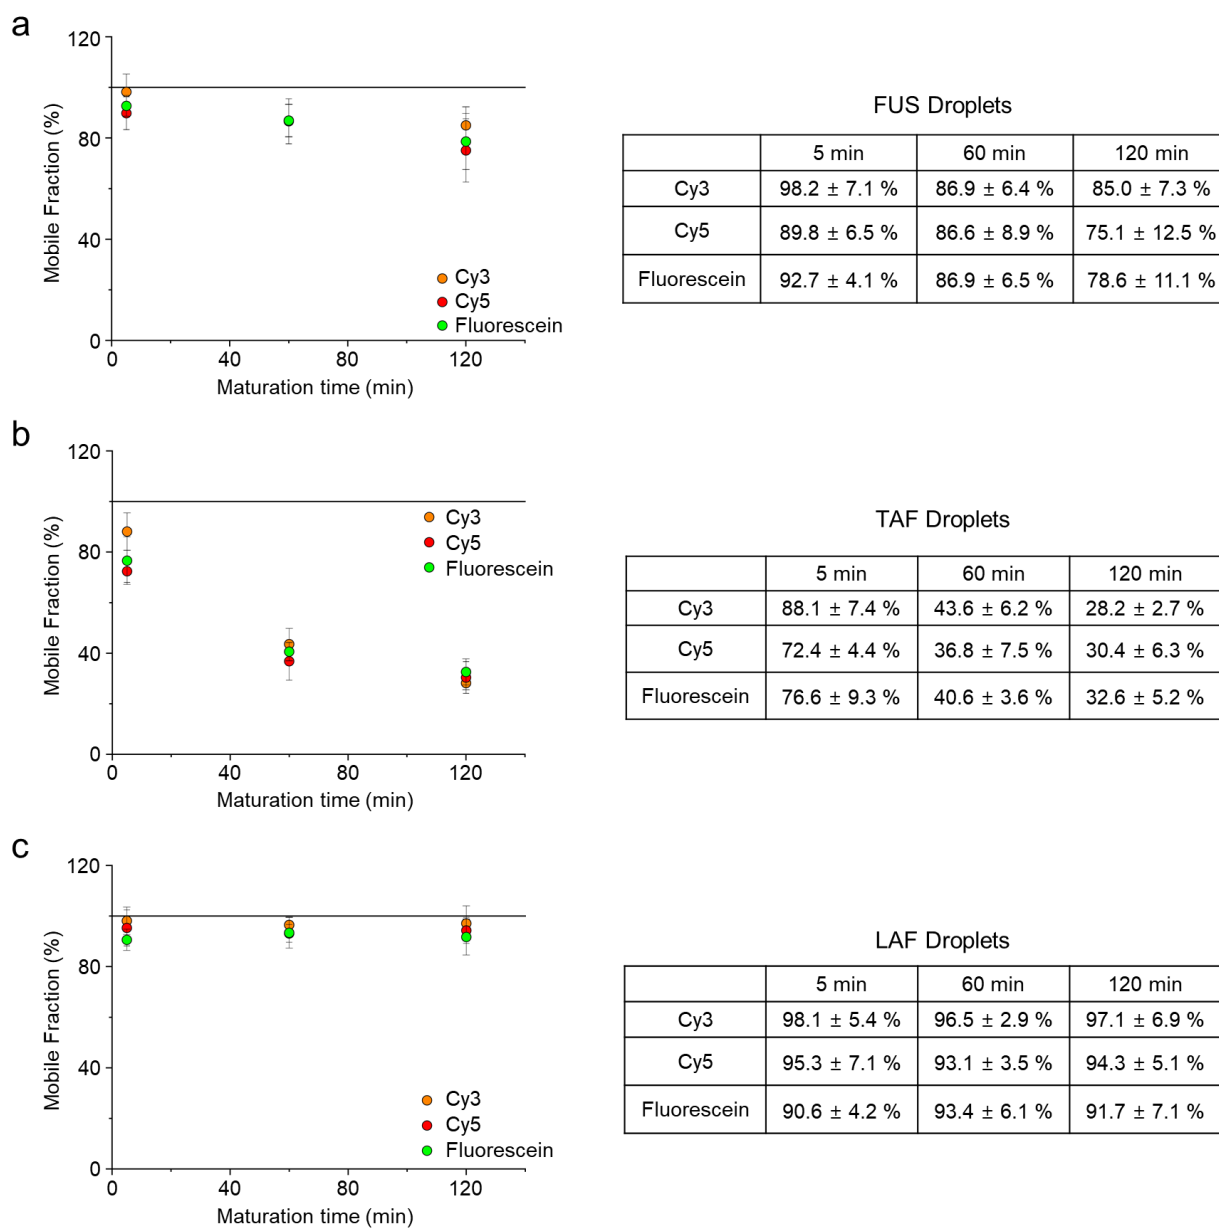 a
120
80
40
0
Mobile Fraction (%)
Cy3
Cy5
Fluorescein
0 40 80 120
Maturation time (min)
FUS Droplets
5 min 60 min 120 min
Cy3 98.2 ± 7.1 % 86.9 ± 6.4 % 85.0 ± 7.3 %
Cy5 89.8 ± 6.5 % 86.6 ± 8.9 % 75.1 ± 12.5 %
Fluorescein 92.7 ± 4.1 % 86.9 ± 6.5 % 78.6 ± 11.1 %
b
120
80
40
0
Mobile Fraction (%)
Cy3
Cy5
Fluorescein
0 40 80 120
Maturation time (min)
TAF Droplets
5 min 60 min 120 min
Cy3 88.1 ± 7.4 % 43.6 ± 6.2 % 28.2 ± 2.7 %
Cy5 72.4 ± 4.4 % 36.8 ± 7.5 % 30.4 ± 6.3 %
Fluorescein 76.6 ± 9.3 % 40.6 ± 3.6 % 32.6 ± 5.2 %
c
120
80
40
0
Mobile Fraction (%)
Cy3
Cy5
Fluorescein
0 40 80 120
Maturation time (min)
LAF Droplets
5 min 60 min 120 min
Cy3 98.1 ± 5.4 % 96.5 ± 2.9 % 97.1 ± 6.9 %
Cy5 95.3 ± 7.1 % 93.1 ± 3.5 % 94.3 ± 5.1 %
Fluorescein 90.6 ± 4.2 % 93.4 ± 6.1 % 91.7 ± 7.1 %